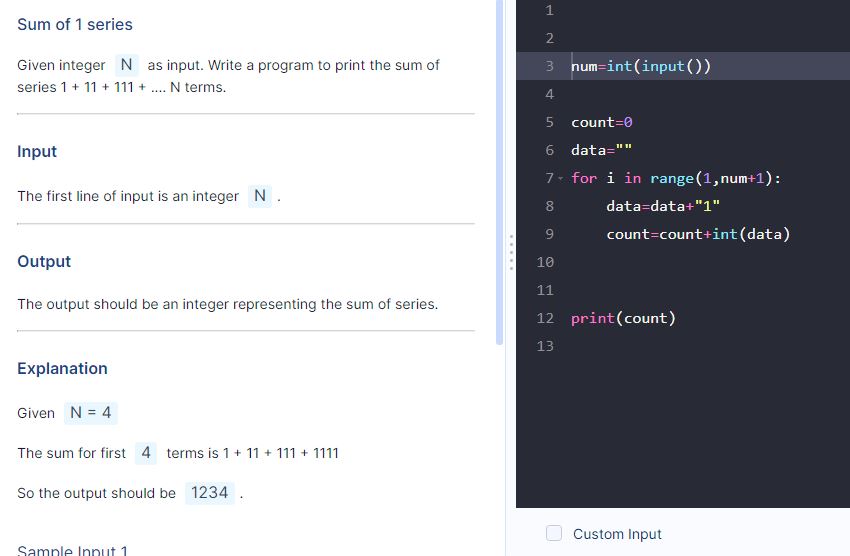 Sum of 1 series
Given integer N as input. Write a program to print the sum of
series 1 + 11 + 111 + .... N terms.
Input
The first line of input is an integer N .
Output
The output should be an integer representing the sum of series.
Explanation
Given N = 4
The sum for first 4 terms is 1 + 11 + 111 + 1111
So the output should be 1234 .
Sample Input 1
1
2
3 num=int(input())
4
5 count=0
6 data=""
7 for i in range(1,num+1):
8 data=data+"1"
9 count=count+int(data)
10
11
12 print(count)
13
Custom Input